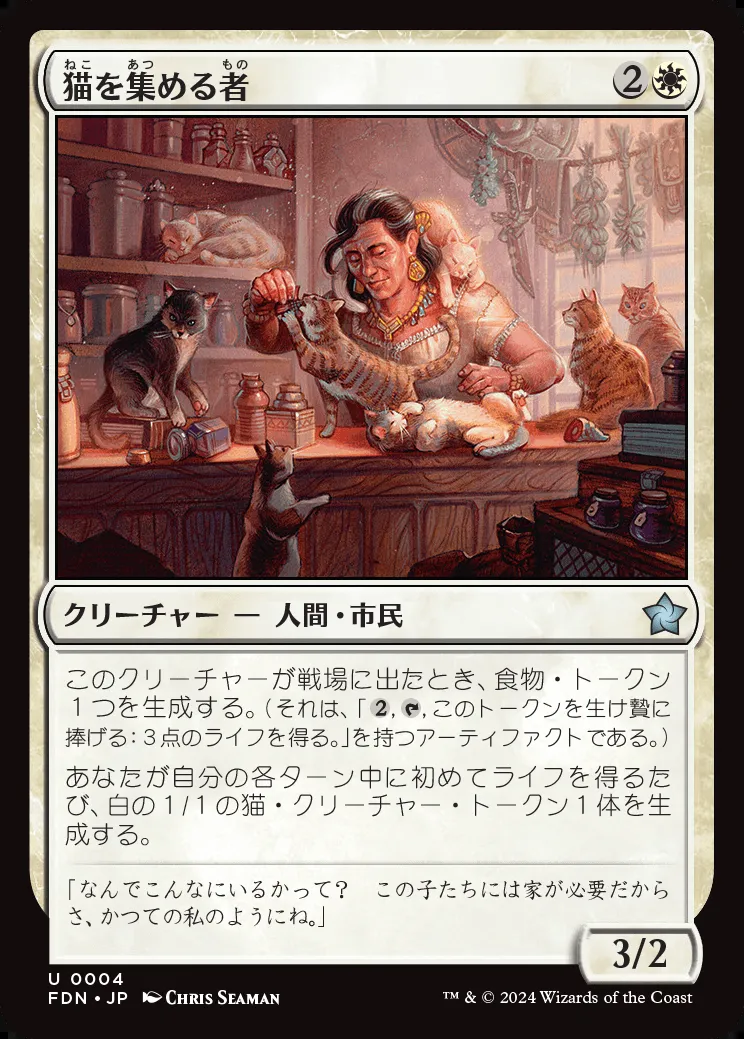 猫を集める者 2
クリーチャー — 人間・市民
このクリーチャーが戦場に出たとき、食物・トークン
１つを生成する。（それは、「2, , このトークンを生け贄に
捧げる：３点のライフを得る。」を持つアーティファクトである。）
あなたが自分の各ターン中に初めてライフを得るた
び、白の１/１の猫・クリーチャー・トークン１体を生
成する。
「なんでこんなにいるかって？　この子たちには家が必要だから
さ、かつての私のようにね。」
3/2
U 0004
FDN • JP CHRIS SEAMAN
™ & © 2024 Wizards of the Coast